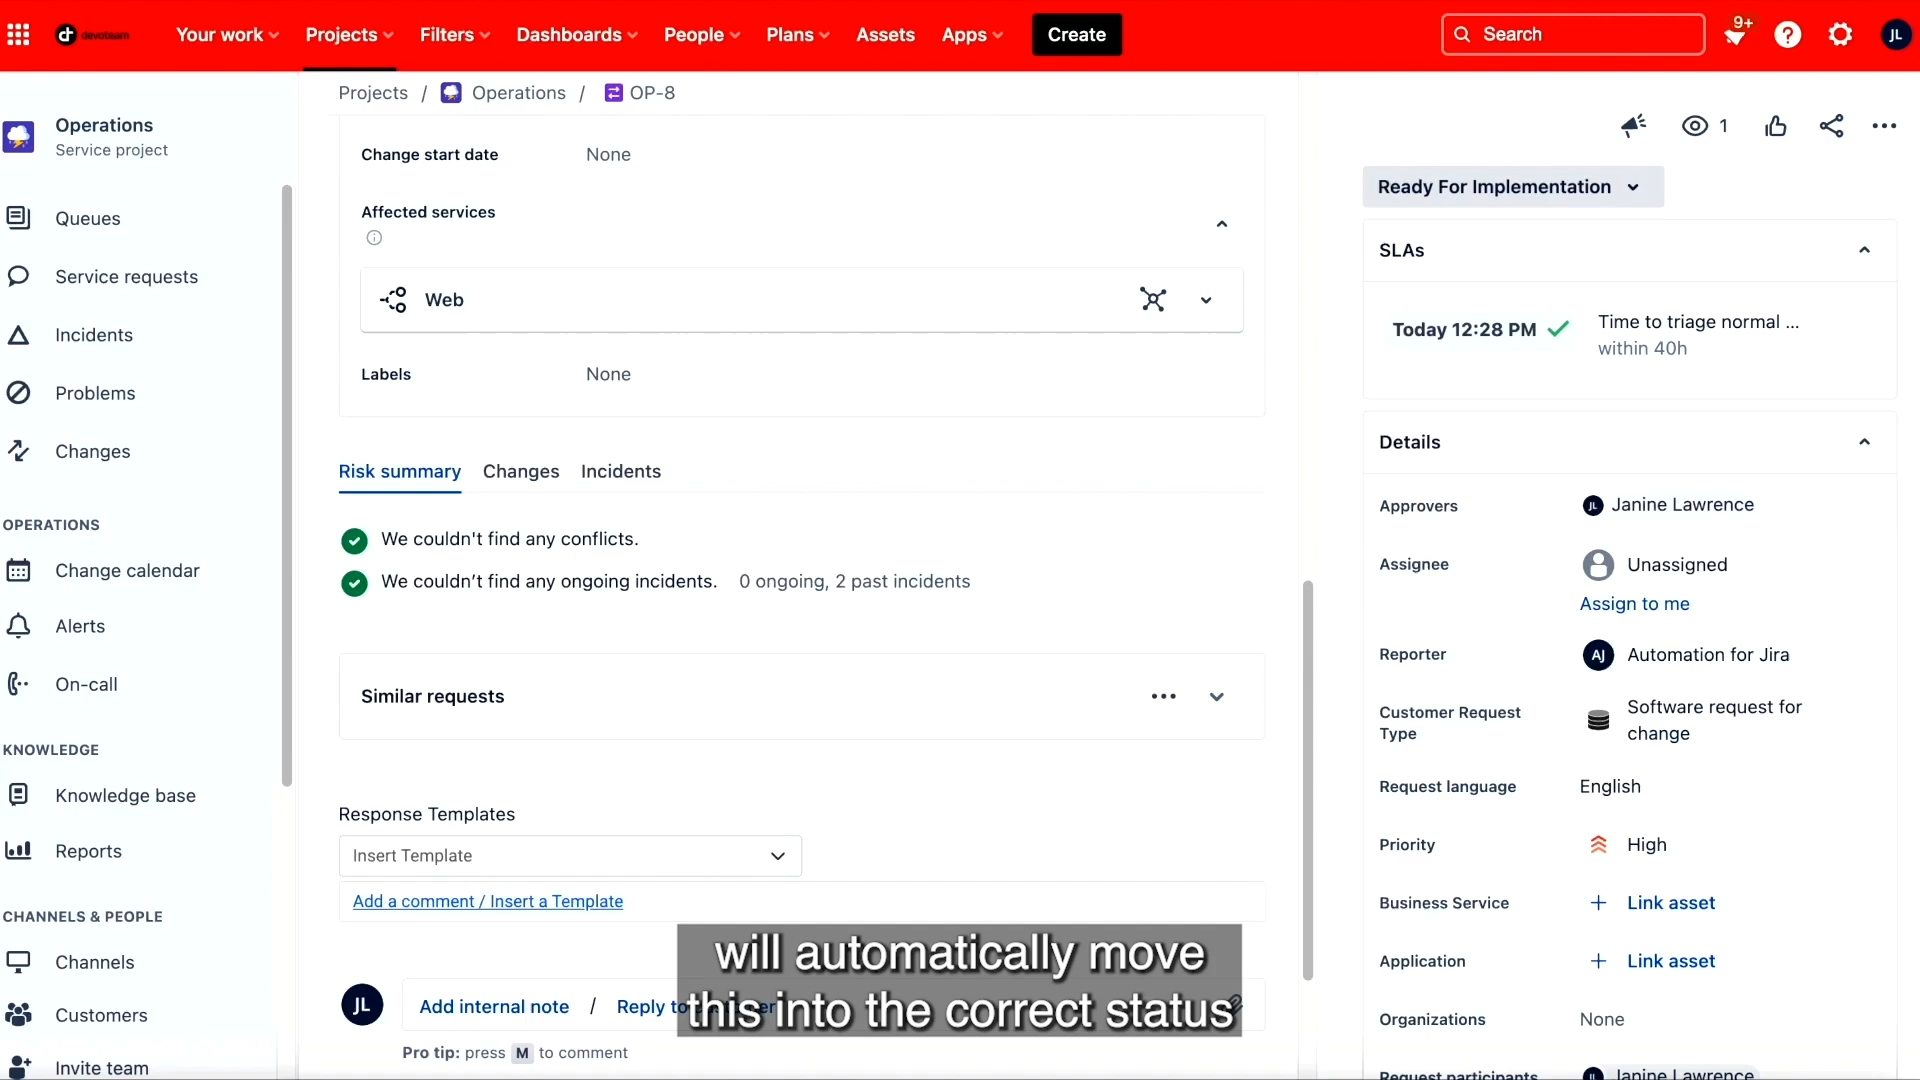 devoteam
Your work
Projects
Filters
Dashboards
People
Plans
Assets
Apps
Create
Search
9+
JL
Operations
Service project
Queues
Service requests
Incidents
Problems
Changes
OPERATIONS
Change calendar
Alerts
On-call
KNOWLEDGE
Knowledge base
Reports
CHANNELS & PEOPLE
Channels
Customers
Invite team
Projects / Operations / OP-8
Change start date None
Affected services
Web
Labels None
Risk summary Changes Incidents
We couldn't find any conflicts.
We couldn't find any ongoing incidents. 0 ongoing, 2 past incidents
Similar requests
Response Templates
Insert Template
Add a comment / Insert a Template
JL
Add internal note / Reply to customer
Pro tip: press M to comment
will automatically move
this into the correct status
1
Ready For Implementation
SLAs
Today 12:28 PM
Time to triage normal ...
within 40h
Details
Approvers JL Janine Lawrence
Assignee Unassigned
Assign to me
Reporter AJ Automation for Jira
Customer Request
Type
Software request for
change
Request language English
Priority High
Business Service + Link asset
Application + Link asset
Organizations None
Request participants JL Janine Lawrence